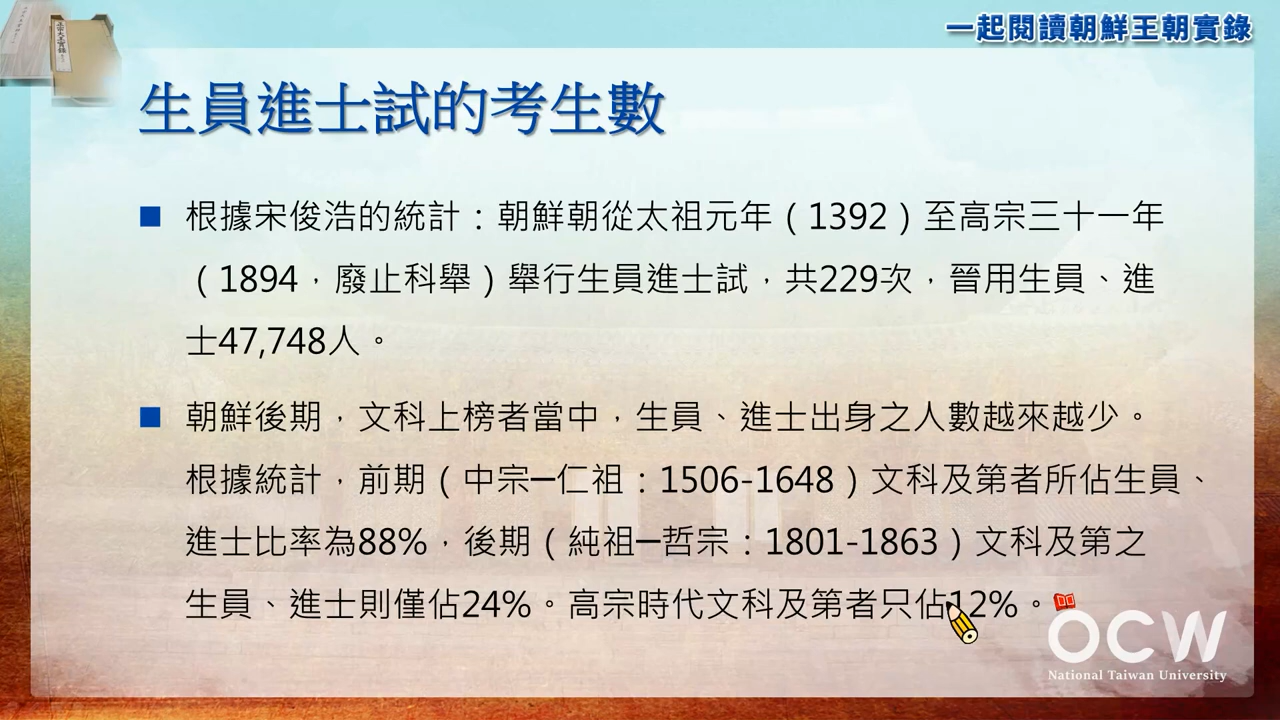 一起閱讀朝鮮王朝實錄
生員進士試的考生數
■ 根據宋俊浩的統計：朝鮮朝從太祖元年（1392）至高宗三十一年
（1894，廢止科舉）舉行生員進士試，共229次，晉用生員、進
士47,748人。
■ 朝鮮後期，文科上榜者當中，生員、進士出身之人數越來越少。
根據統計，前期（中宗─仁祖：1506-1648）文科及第者所佔生員、
進士比率為88%，後期（純祖─哲宗：1801-1863）文科及第之
生員、進士則僅佔24%。高宗時代文科及第者只佔12%。
OCW
National Taiwan University